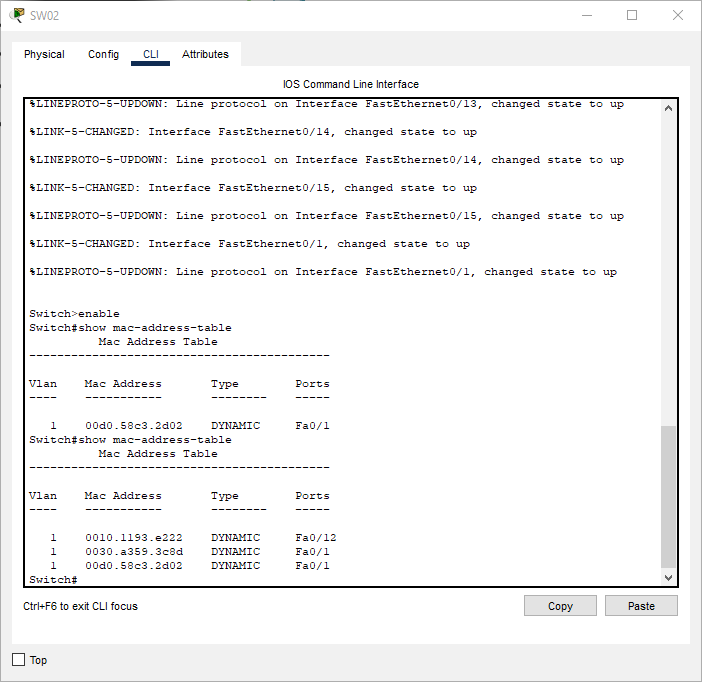 SW02
Physical Config CLI Attributes
IOS Command Line Interface
%LINEPROTO-5-UPDOWN: Line protocol on Interface FastEthernet0/13, changed state to up
%LINK-5-CHANGED: Interface FastEthernet0/14, changed state to up
%LINEPROTO-5-UPDOWN: Line protocol on Interface FastEthernet0/14, changed state to up
%LINK-5-CHANGED: Interface FastEthernet0/15, changed state to up
%LINEPROTO-5-UPDOWN: Line protocol on Interface FastEthernet0/15, changed state to up
%LINK-5-CHANGED: Interface FastEthernet0/1, changed state to up
%LINEPROTO-5-UPDOWN: Line protocol on Interface FastEthernet0/1, changed state to up
Switch>enable
Switch#show mac-address-table
Mac Address Table
-------------------------------------------
Vlan Mac Address Type Ports
---- ----------- -------- -----
1 00d0.58c3.2d02 DYNAMIC Fa0/1
Switch#show mac-address-table
Mac Address Table
-------------------------------------------
Vlan Mac Address Type Ports
---- ----------- -------- -----
1 0010.1193.e222 DYNAMIC Fa0/12
1 0030.a359.3c8d DYNAMIC Fa0/1
1 00d0.58c3.2d02 DYNAMIC Fa0/1
Switch#
Ctrl+F6 to exit CLI focus
Copy Paste
Top